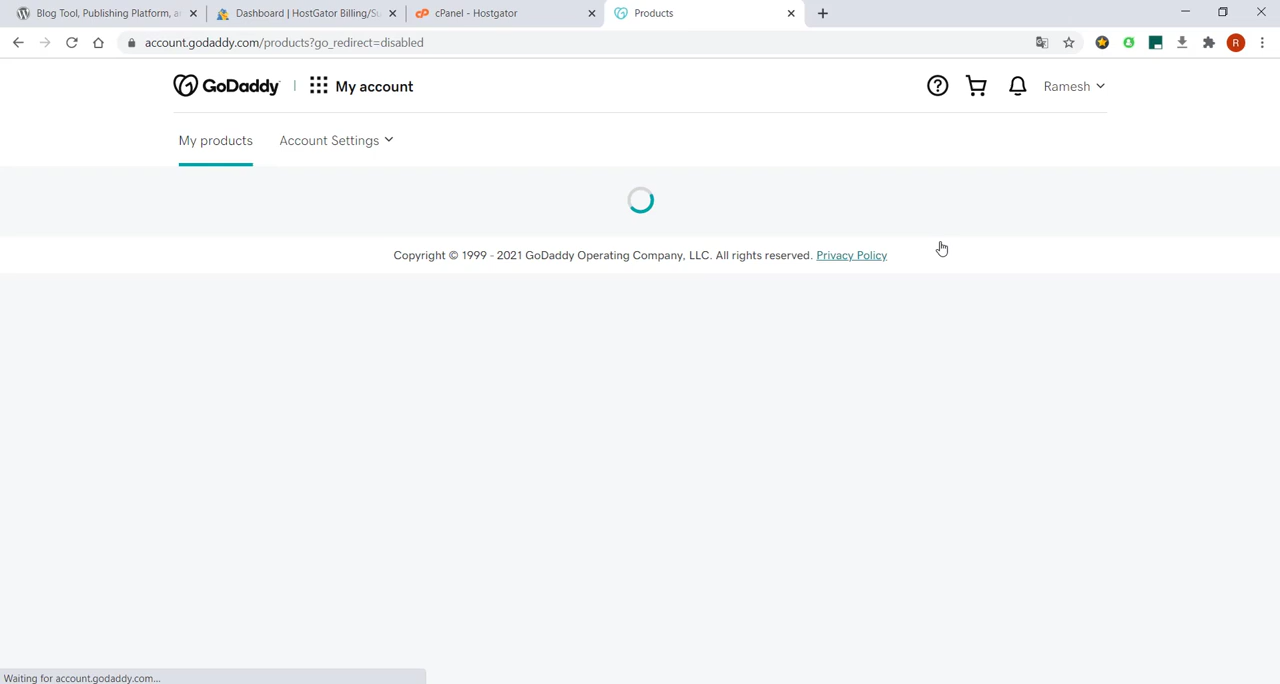 Blog Tool, Publishing Platform, a
Dashboard | HostGator Billing/Su
cPanel - Hostgator
Products
account.godaddy.com/products?go_redirect=disabled
R
GoDaddy
My account
Ramesh
My products
Account Settings
Copyright © 1999 - 2021 GoDaddy Operating Company, LLC. All rights reserved. Privacy Policy
Waiting for account.godaddy.com...